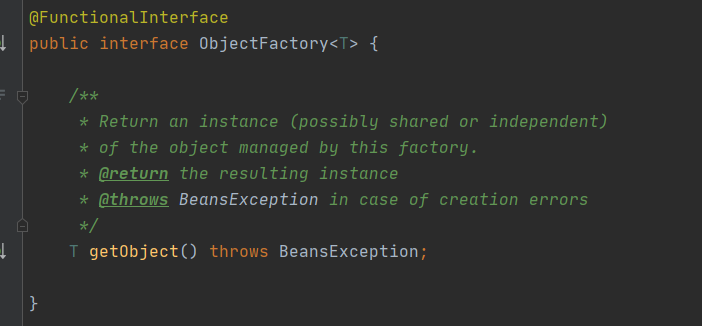 @FunctionalInterface
public interface ObjectFactory<T> {
/**
* Return an instance (possibly shared or independent)
* of the object managed by this factory.
* @return the resulting instance
* @throws BeansException in case of creation errors
*/
T getObject() throws BeansException;
}